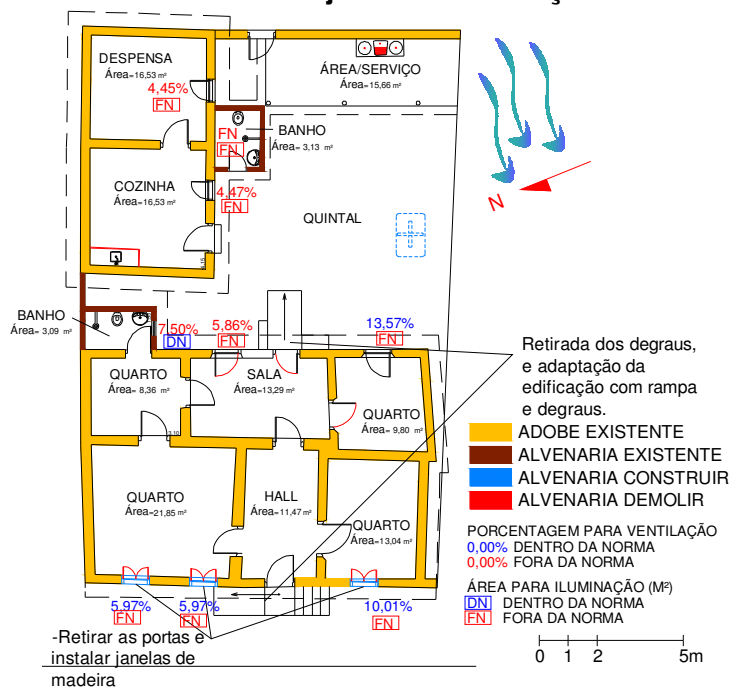 DESPENSA
Área=16,53 m²
4,45%
FN
ÁREA/SERVIÇO
Área=15,66 m²
FN
FN
BANHO
Área= 3,13 m²
COZINHA
Área=16,53 m²
4,47%
FN
QUINTAL
N
BANHO
Área= 3,09 m²
7,50%
DN
5,86%
FN
13,57%
FN
QUARTO
Área= 8,36 m²
SALA
Área=13,29 m²
QUARTO
Área= 9,80 m²
3,10
QUARTO
Área=21,85 m²
HALL
Área=11,47 m²
QUARTO
Área=13,04 m²
5,97%
FN
5,97%
FN
10,01%
FN
-Retirar as portas e
instalar janelas de
madeira
Retirada dos degraus,
e adaptação da
edificação com rampa
e degraus.
ADOBE EXISTENTE
ALVENARIA EXISTENTE
ALVENARIA CONSTRUIR
ALVENARIA DEMOLIR
PORCENTAGEM PARA VENTILAÇÃO
0,00% DENTRO DA NORMA
0,00% FORA DA NORMA
ÁREA PARA ILUMINAÇÃO (M²)
DN DENTRO DA NORMA
FN FORA DA NORMA
0 1 2 5m